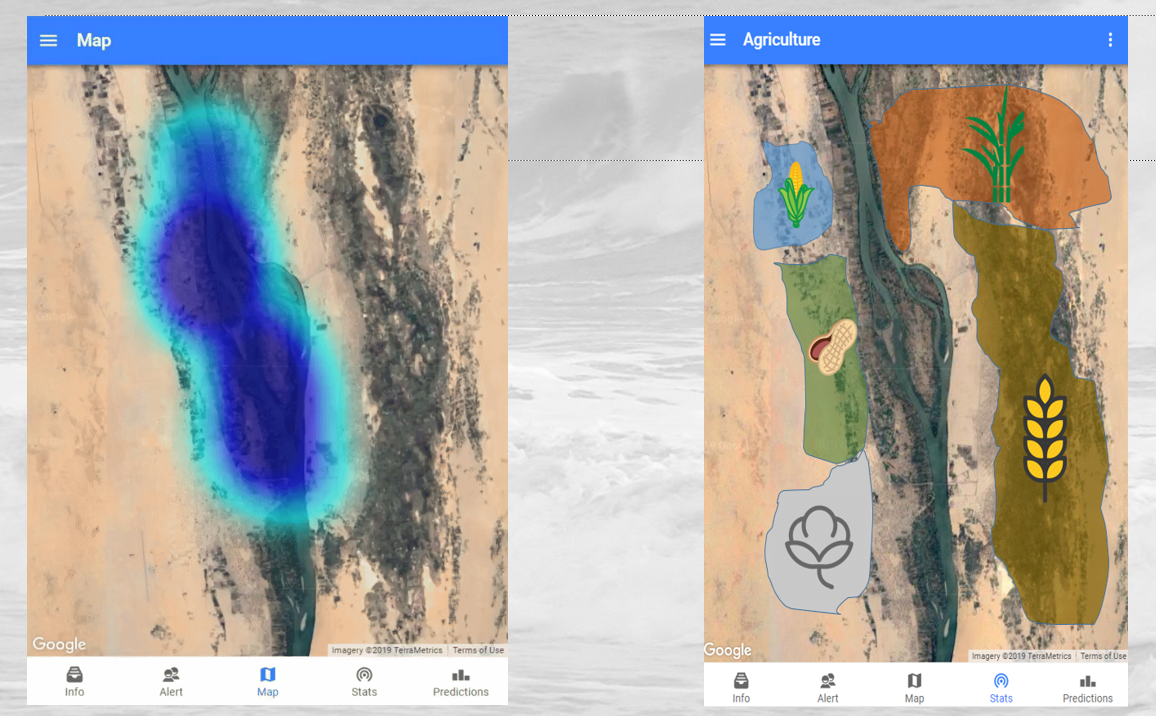 Map
Google
Imagery ©2019 TerraMetrics
Terms of Use
Info
Alert
Map
Stats
Predictions
Agriculture
Google
Imagery ©2019 TerraMetrics
Terms of Use
Info
Alert
Map
Stats
Predictions